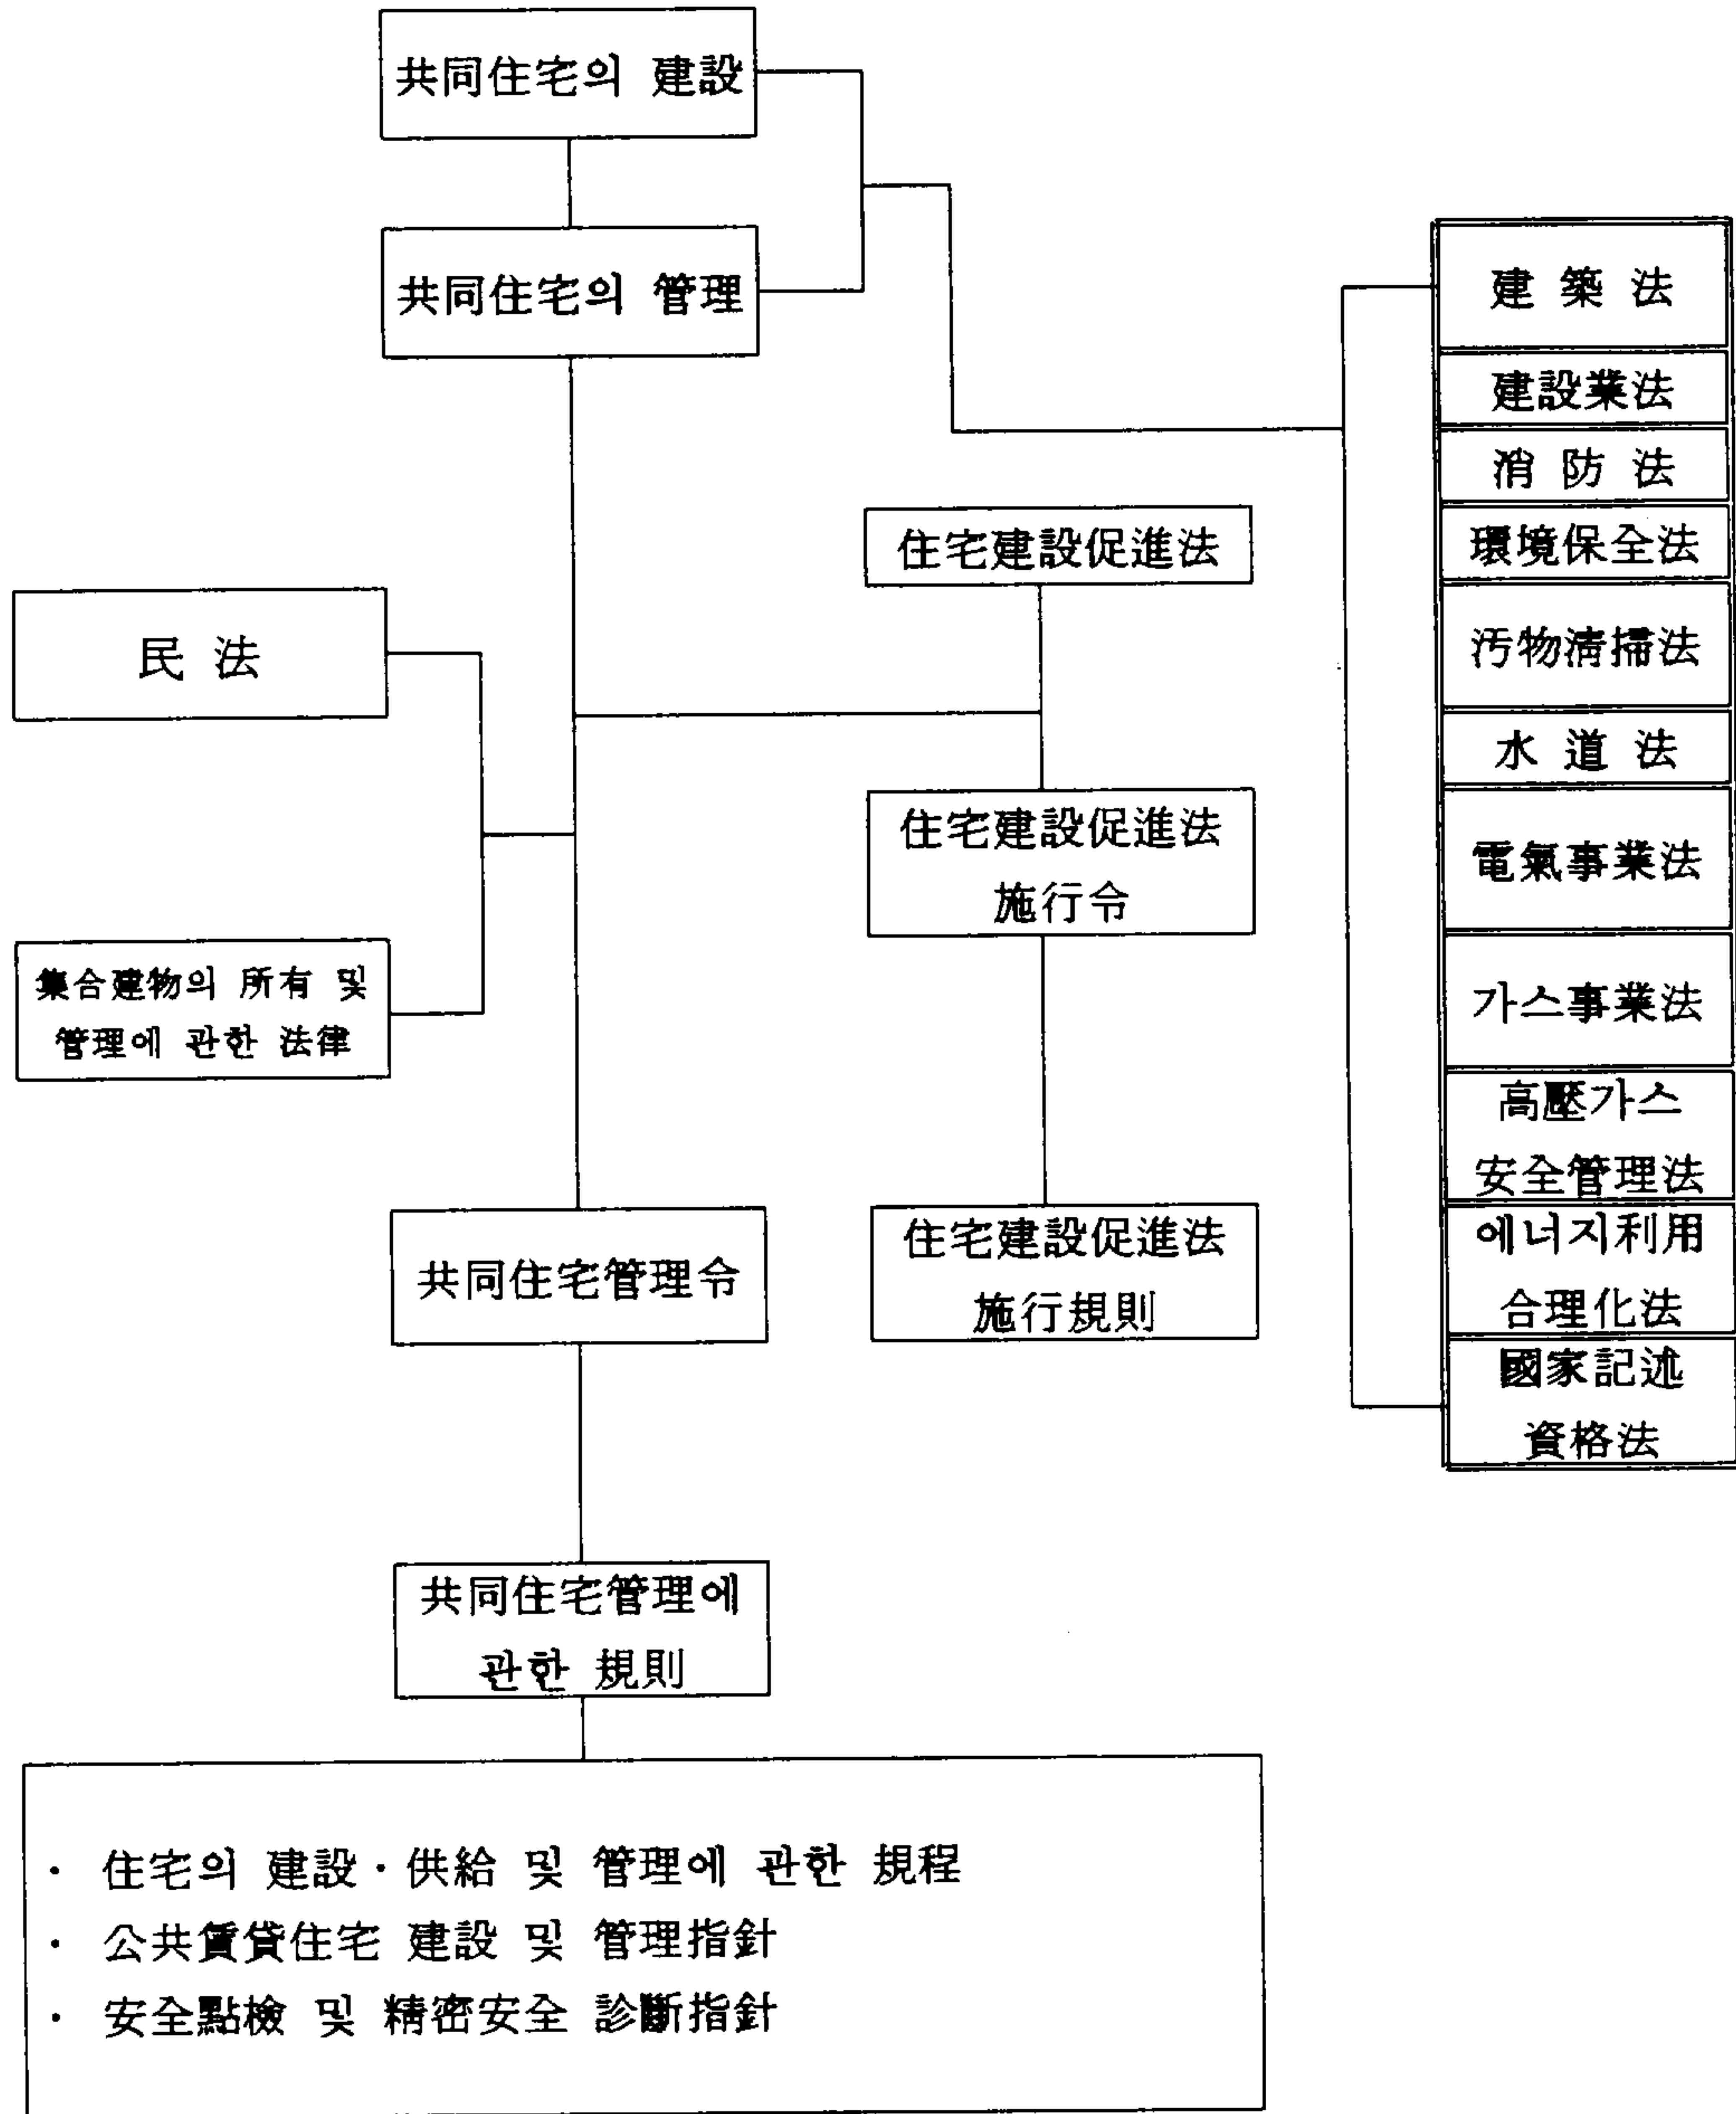 共同住宅의 建設
共同住宅의 管理
建 築 法
建設業法
消 防 法
環境保全法
汚物清掃法
水 道 法
電氣事業法
가스事業法
高壓가스
安全管理法
에너지利用
合理化法
國家記述
資格法
住宅建設促進法
民 法
住宅建設促進法
施行令
集合建物의 所有 및
管理에 관한 法律
共同住宅管理令
住宅建設促進法
施行規則
共同住宅管理에
관한 規則
· 住宅의 建設·供給 및 管理에 관한 規程
· 公共賃貸住宅 建設 및 管理指針
· 安全點檢 및 精密安全 診斷指針